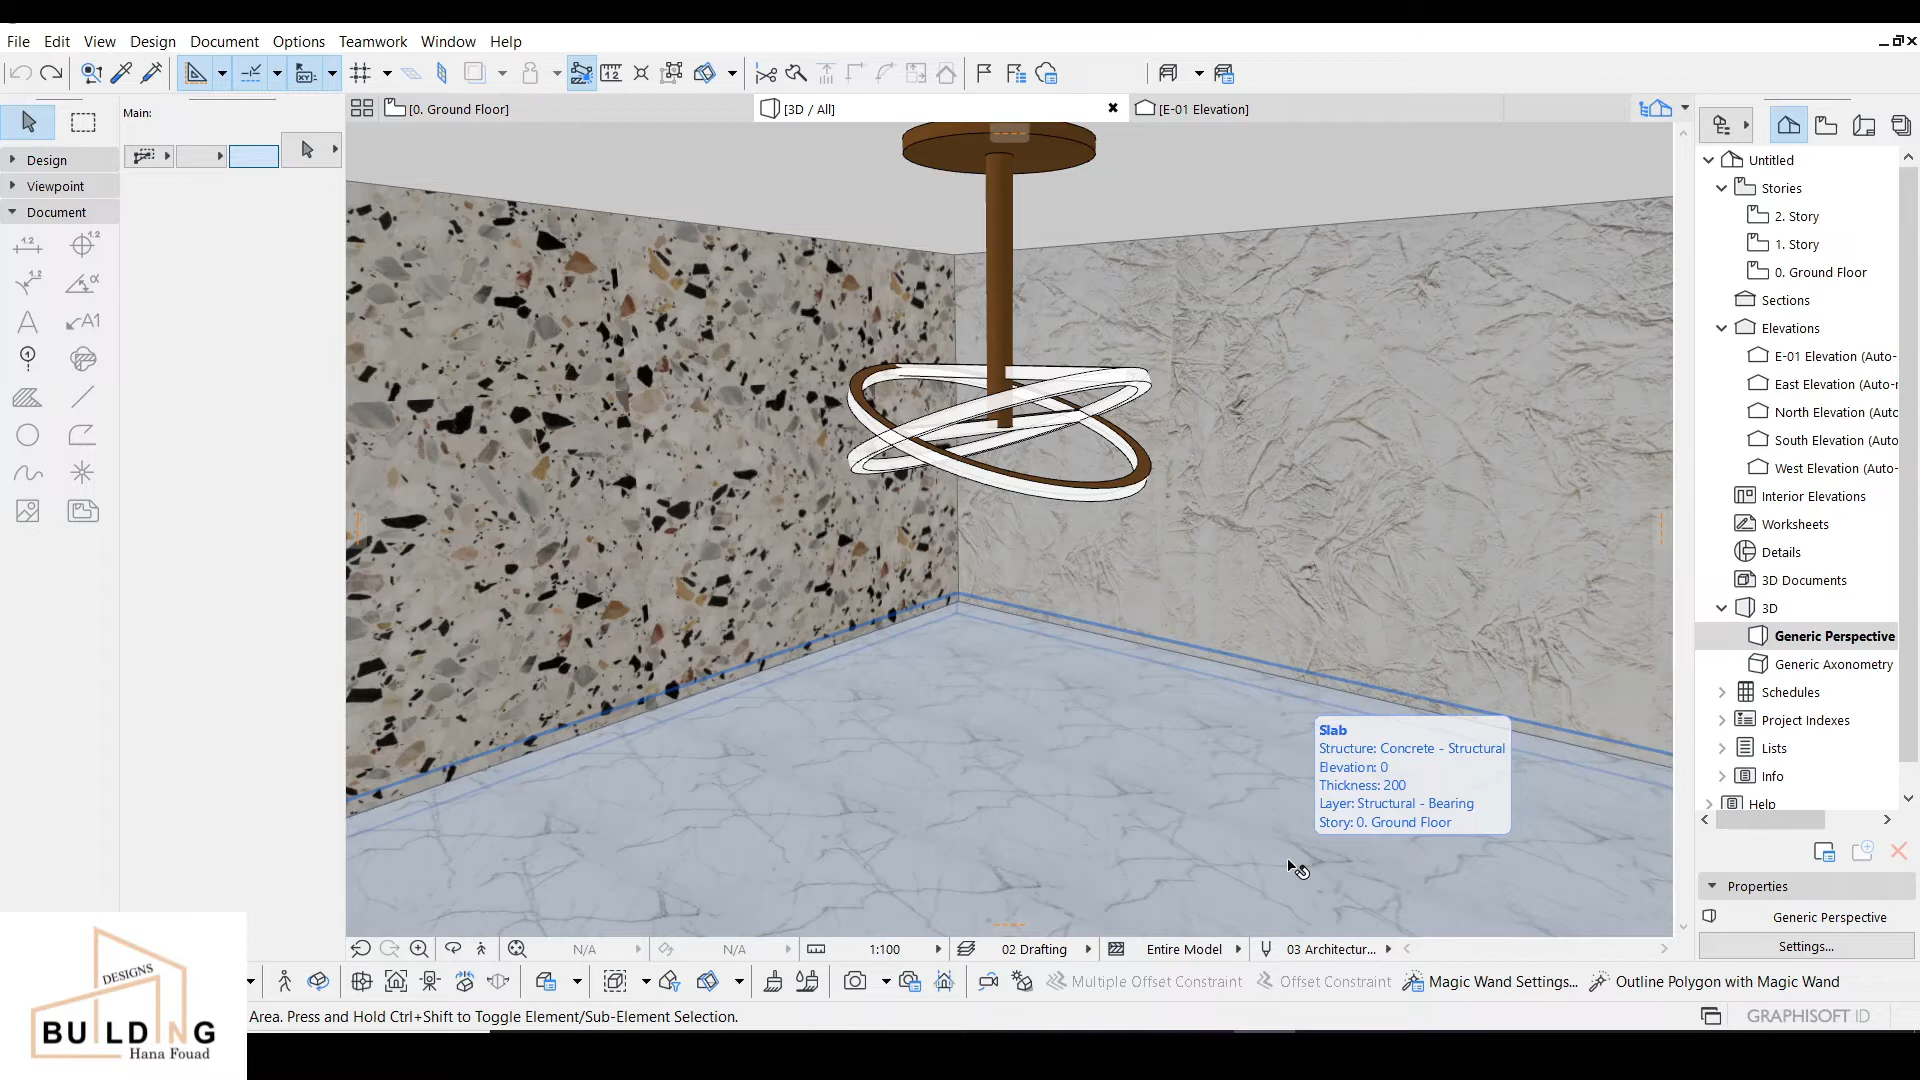 File Edit View Design Document Options Teamwork Window Help
[0. Ground Floor]
[3D / All]
[E-01 Elevation]
Main:
Design
Viewpoint
Document
Untitled
Stories
2. Story
1. Story
0. Ground Floor
Sections
Elevations
E-01 Elevation (Auto-
East Elevation (Auto-r
North Elevation (Auto
South Elevation (Auto
West Elevation (Auto-
Interior Elevations
Worksheets
Details
3D Documents
3D
Generic Perspective
Generic Axonometry
Schedules
Project Indexes
Lists
Info
Help
Slab
Structure: Concrete - Structural
Elevation: 0
Thickness: 200
Layer: Structural - Bearing
Story: 0. Ground Floor
Properties
Generic Perspective
Settings...
N/A
N/A
1:100
02 Drafting
Entire Model
03 Architectur...
Multiple Offset Constraint
Offset Constraint
Magic Wand Settings...
Outline Polygon with Magic Wand
Area. Press and Hold Ctrl+Shift to Toggle Element/Sub-Element Selection.
GRAPHISOFT ID
DESIGNS
BUILDING
Hana Fouad